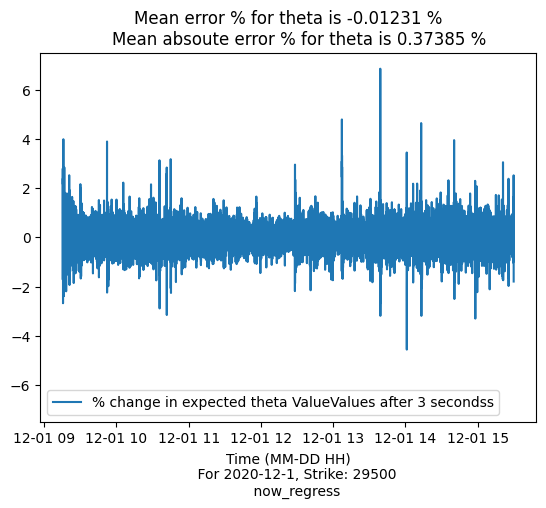 Mean error % for theta is -0.01231 %
Mean absoute error % for theta is 0.37385 %
6
4
2
0
−2
−4
−6
% change in expected theta ValueValues after 3 secondss
12-01 09 12-01 10 12-01 11 12-01 12 12-01 13 12-01 14 12-01 15
Time (MM-DD HH)
For 2020-12-1, Strike: 29500
now_regress